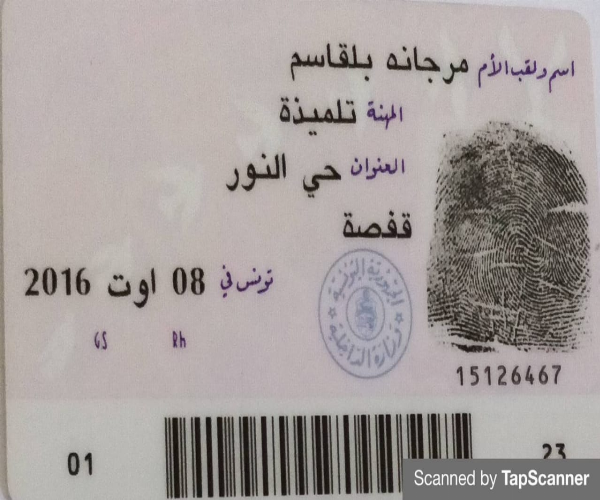 اسم ولقب الأم مرجانه بلقاسم
المهنة تلميذة
العنوان حي النور
قفصة
تونس في 08 اوت 2016
GS Rh
الجمهورية التونسية
وزارة الداخلية
15126467
01 23
Scanned by TapScanner